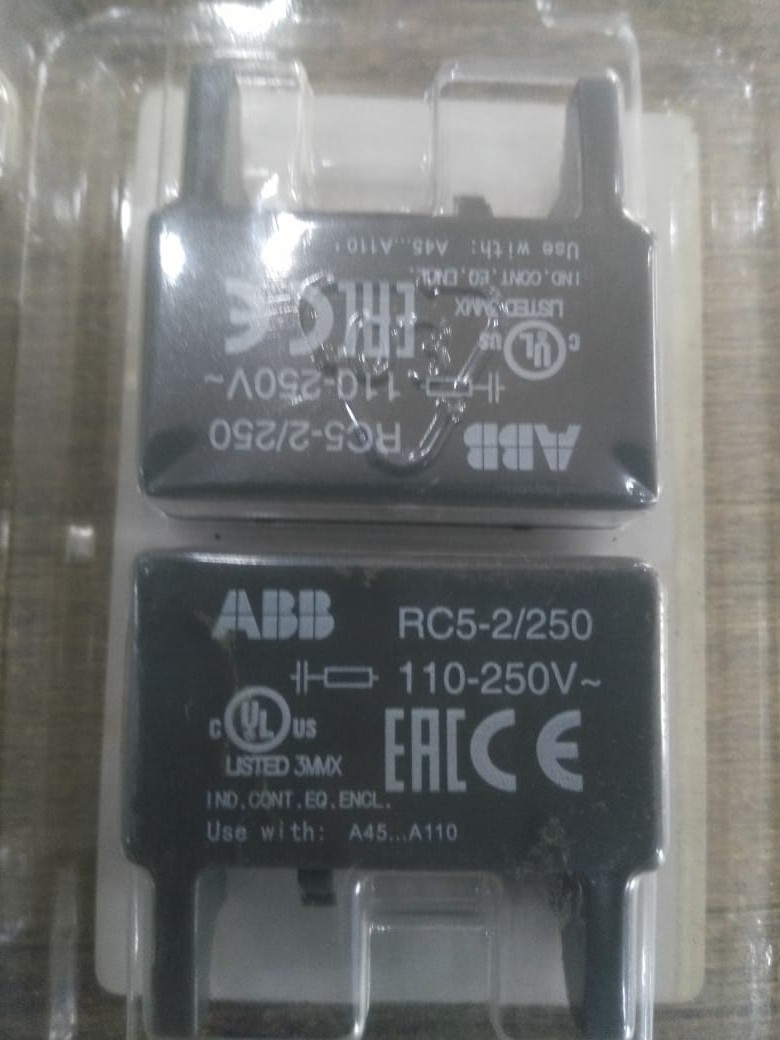 Use with: A45...A110
IND.CONT.EQ.ENCL.
LISTED 3MMX
C UL US
EAC CE
110-250V~
ABB RC5-2/250
ABB RC5-2/250
110-250V~
C UL US EAC CE
LISTED 3MMX
IND.CONT.EQ.ENCL.
Use with: A45...A110